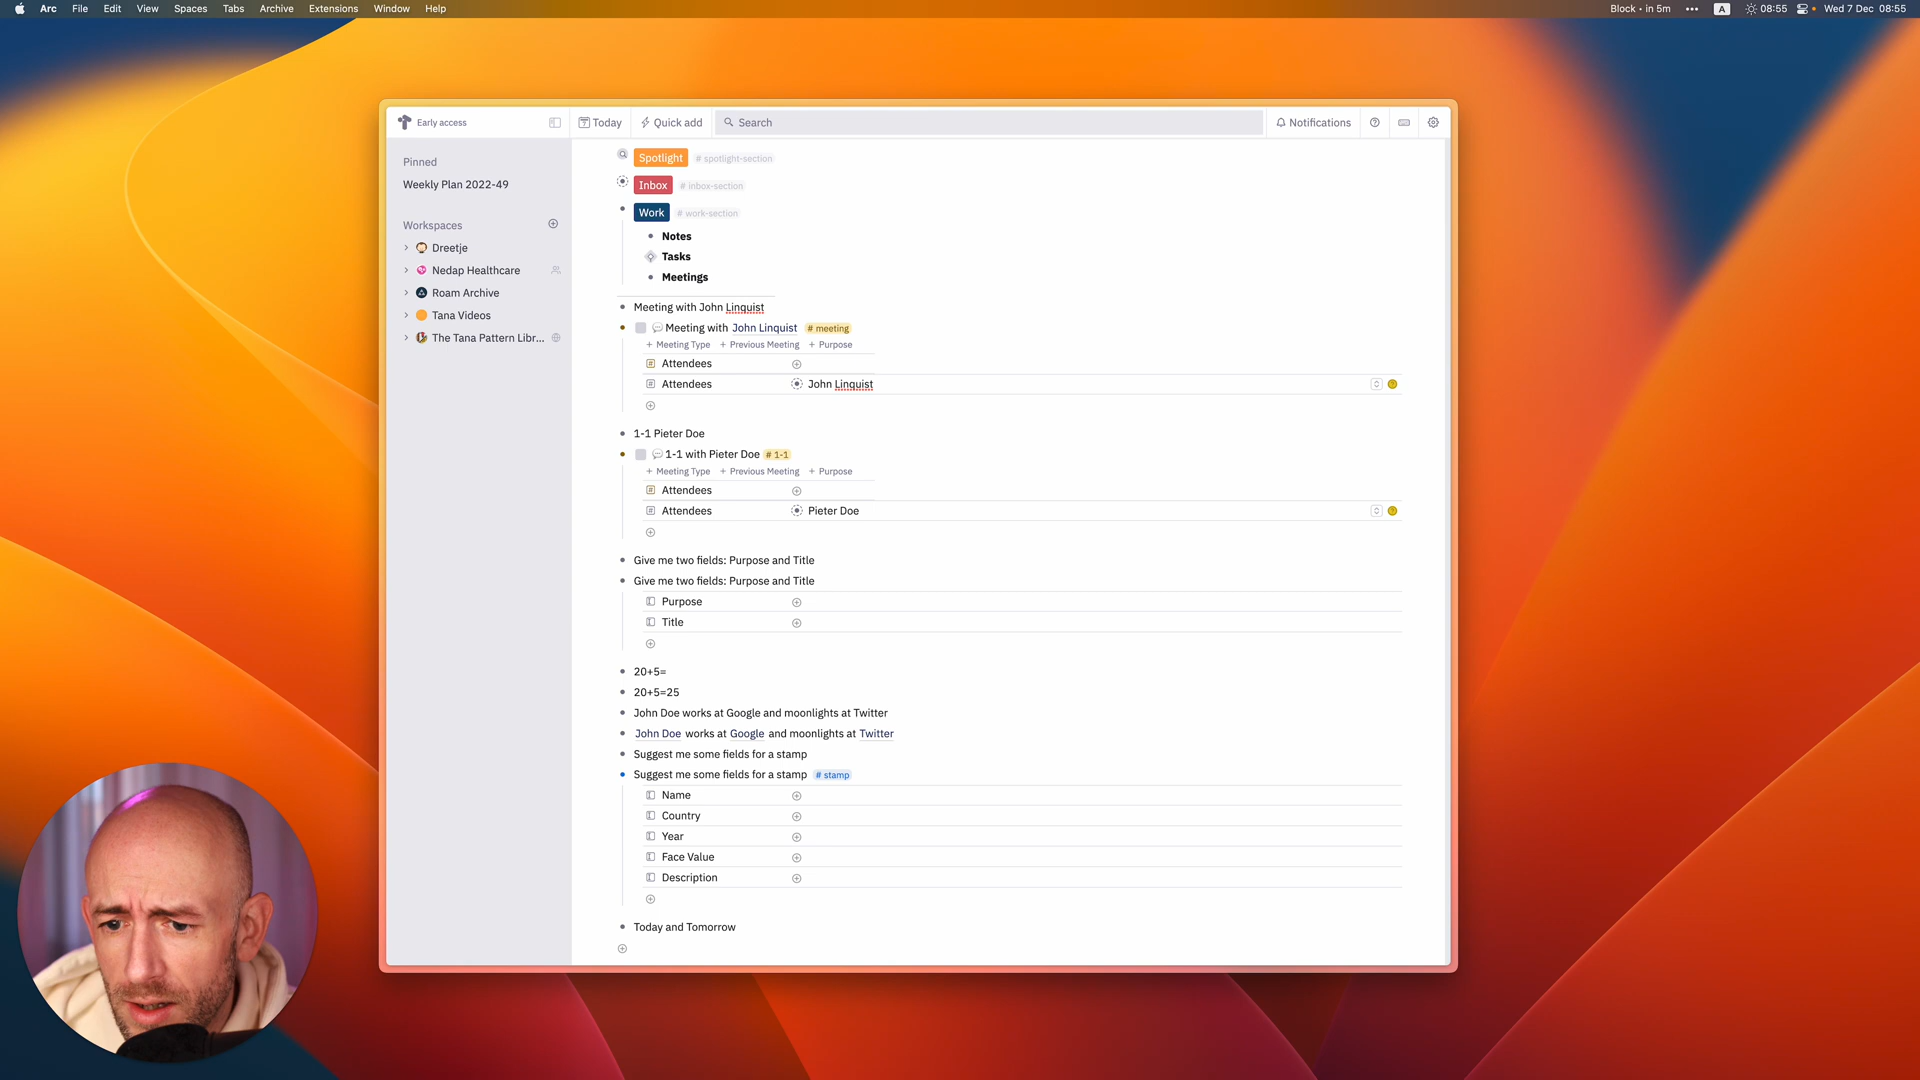 Arc File Edit View Spaces Tabs Archive Extensions Window Help
Block • in 5m ••• A 08:55 Wed 7 Dec 08:55
Early access
Today
Quick add
Search
Notifications
Pinned
Weekly Plan 2022-49
Workspaces
Dreetje
Nedap Healthcare
Roam Archive
Tana Videos
The Tana Pattern Libr...
Spotlight # spotlight-section
Inbox # inbox-section
Work # work-section
Notes
Tasks
Meetings
Meeting with John Linquist
Meeting with John Linquist # meeting
+ Meeting Type + Previous Meeting + Purpose
Attendees
Attendees John Linquist
1-1 Pieter Doe
1-1 with Pieter Doe # 1-1
+ Meeting Type + Previous Meeting + Purpose
Attendees
Attendees Pieter Doe
Give me two fields: Purpose and Title
Give me two fields: Purpose and Title
Purpose
Title
20+5=
20+5=25
John Doe works at Google and moonlights at Twitter
John Doe works at Google and moonlights at Twitter
Suggest me some fields for a stamp
Suggest me some fields for a stamp # stamp
Name
Country
Year
Face Value
Description
Today and Tomorrow